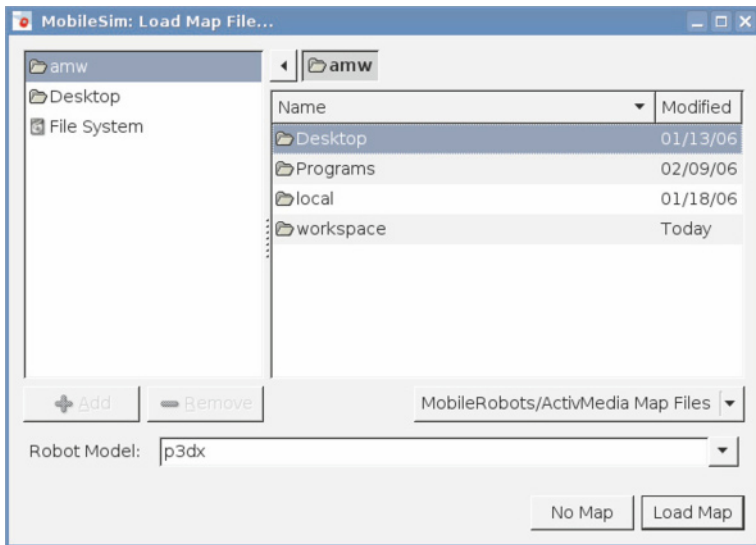 MobileSim: Load Map File...
amw
Desktop
File System
amw
Name Modified
Desktop 01/13/06
Programs 02/09/06
local 01/18/06
workspace Today
Add Remove
MobileRobots/ActivMedia Map Files
Robot Model: p3dx
No Map Load Map